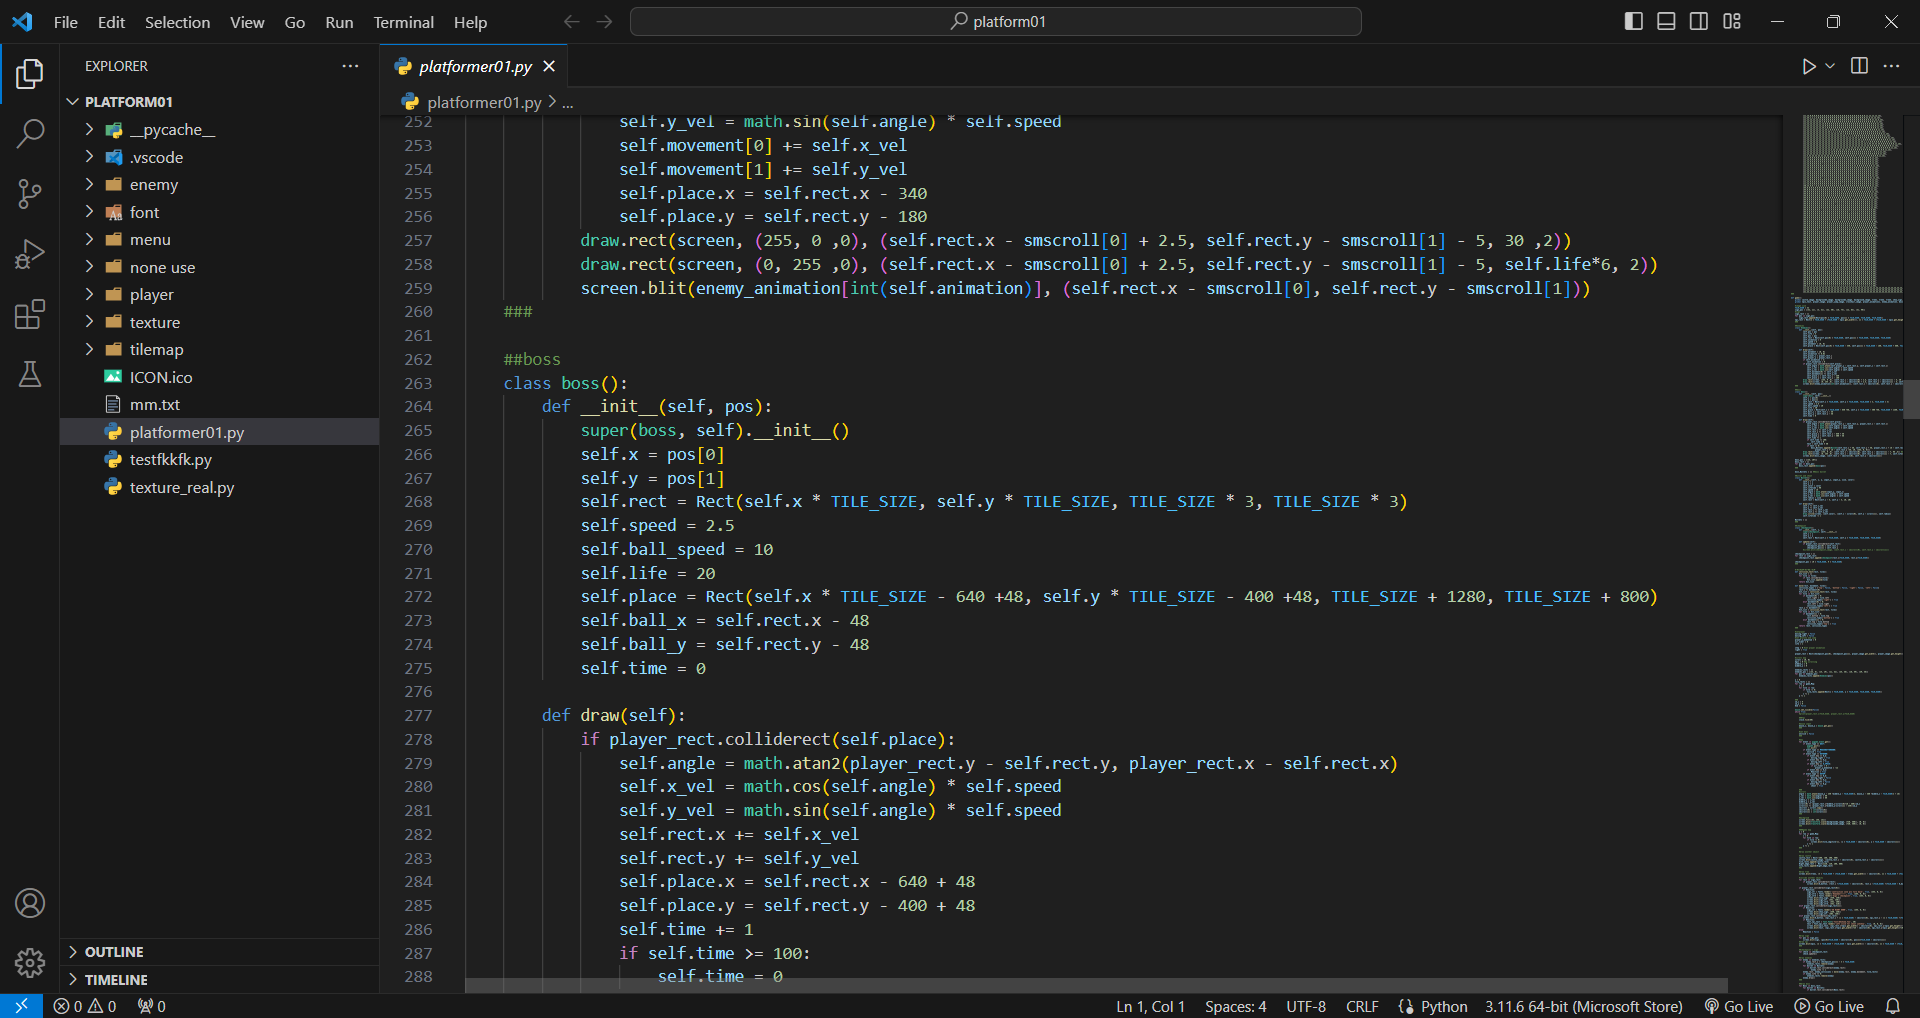 File Edit Selection View Go Run Terminal Help
platform01
EXPLORER
PLATFORM01
__pycache__
.vscode
enemy
font
menu
none use
player
texture
tilemap
ICON.ico
mm.txt
platformer01.py
testfkkfk.py
texture_real.py
OUTLINE
TIMELINE
platformer01.py
platformer01.py > ...
252 self.y_vel = math.sin(self.angle) * self.speed
253 self.movement[0] += self.x_vel
254 self.movement[1] += self.y_vel
255 self.place.x = self.rect.x - 340
256 self.place.y = self.rect.y - 180
257 draw.rect(screen, (255, 0 ,0), (self.rect.x - smscroll[0] + 2.5, self.rect.y - smscroll[1] - 5, 30 ,2))
258 draw.rect(screen, (0, 255 ,0), (self.rect.x - smscroll[0] + 2.5, self.rect.y - smscroll[1] - 5, self.life*6, 2))
259 screen.blit(enemy_animation[int(self.animation)], (self.rect.x - smscroll[0], self.rect.y - smscroll[1]))
260 ###
261
262 ##boss
263 class boss():
264 def __init__(self, pos):
265 super(boss, self).__init__()
266 self.x = pos[0]
267 self.y = pos[1]
268 self.rect = Rect(self.x * TILE_SIZE, self.y * TILE_SIZE, TILE_SIZE * 3, TILE_SIZE * 3)
269 self.speed = 2.5
270 self.ball_speed = 10
271 self.life = 20
272 self.place = Rect(self.x * TILE_SIZE - 640 +48, self.y * TILE_SIZE - 400 +48, TILE_SIZE + 1280, TILE_SIZE + 800)
273 self.ball_x = self.rect.x - 48
274 self.ball_y = self.rect.y - 48
275 self.time = 0
276
277 def draw(self):
278 if player_rect.colliderect(self.place):
279 self.angle = math.atan2(player_rect.y - self.rect.y, player_rect.x - self.rect.x)
280 self.x_vel = math.cos(self.angle) * self.speed
281 self.y_vel = math.sin(self.angle) * self.speed
282 self.rect.x += self.x_vel
283 self.rect.y += self.y_vel
284 self.place.x = self.rect.x - 640 + 48
285 self.place.y = self.rect.y - 400 + 48
286 self.time += 1
287 if self.time >= 100:
288 self.time = 0
0 0 0 Ln 1, Col 1 Spaces: 4 UTF-8 CRLF Python 3.11.6 64-bit (Microsoft Store) Go Live Go Live